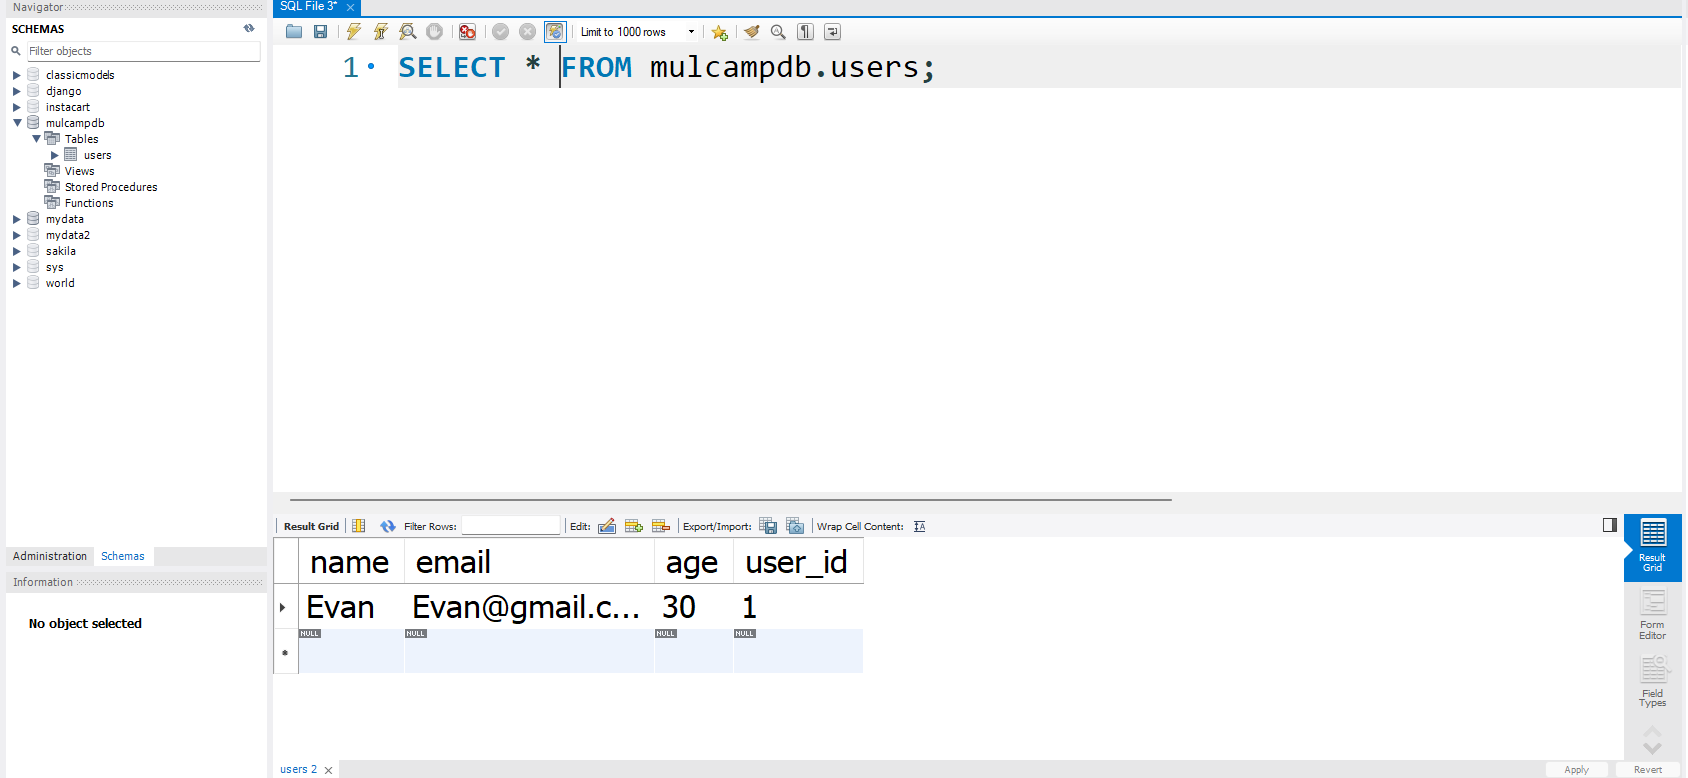 Navigator
SCHEMAS
Filter objects
classicmodels
django
instacart
mulcampdb
Tables
users
Views
Stored Procedures
Functions
mydata
mydata2
sakila
sys
world
Administration Schemas
Information
No object selected
SQL File 3*
Limit to 1000 rows
1 SELECT * FROM mulcampdb.users;
Result Grid Filter Rows: Edit: Export/Import: Wrap Cell Content:
name email age user_id
Evan Evan@gmail.c... 30 1
NULL NULL NULL NULL
Result
Grid
Form
Editor
Field
Types
users 2
Apply Revert